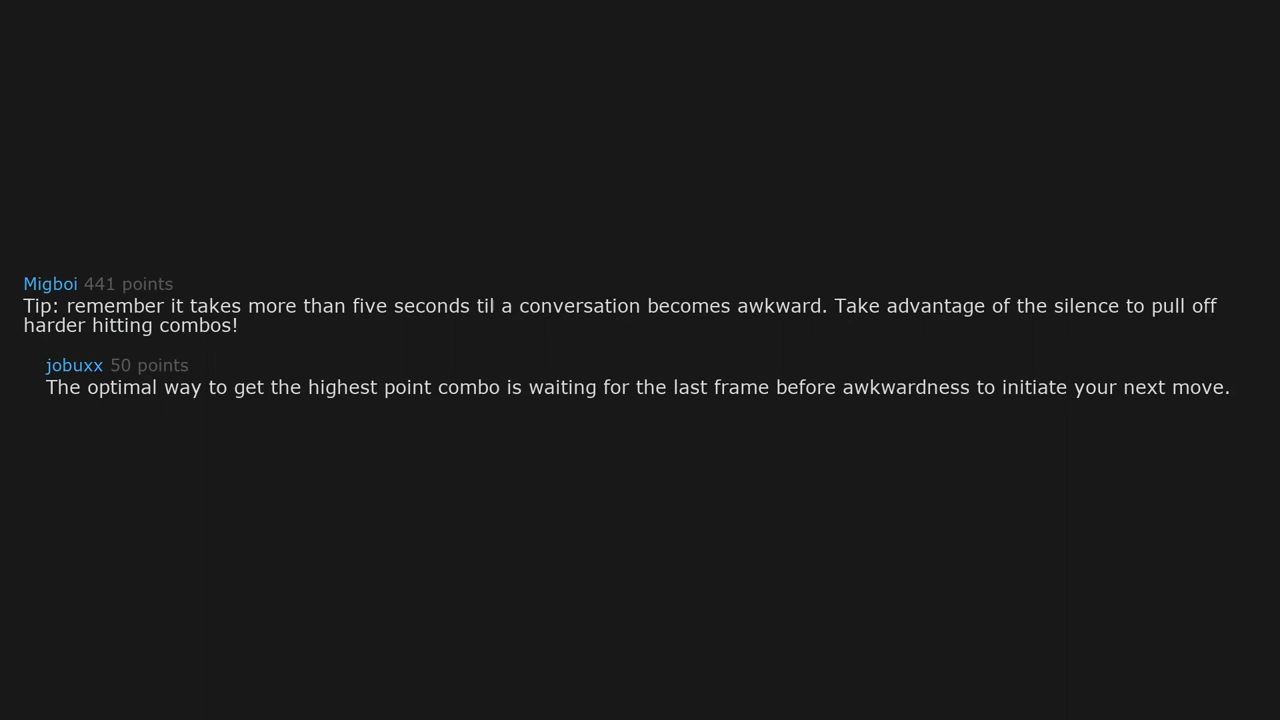 Migboi 441 points
Tip: remember it takes more than five seconds til a conversation becomes awkward. Take advantage of the silence to pull off
harder hitting combos!
jobuxx 50 points
The optimal way to get the highest point combo is waiting for the last frame before awkwardness to initiate your next move.